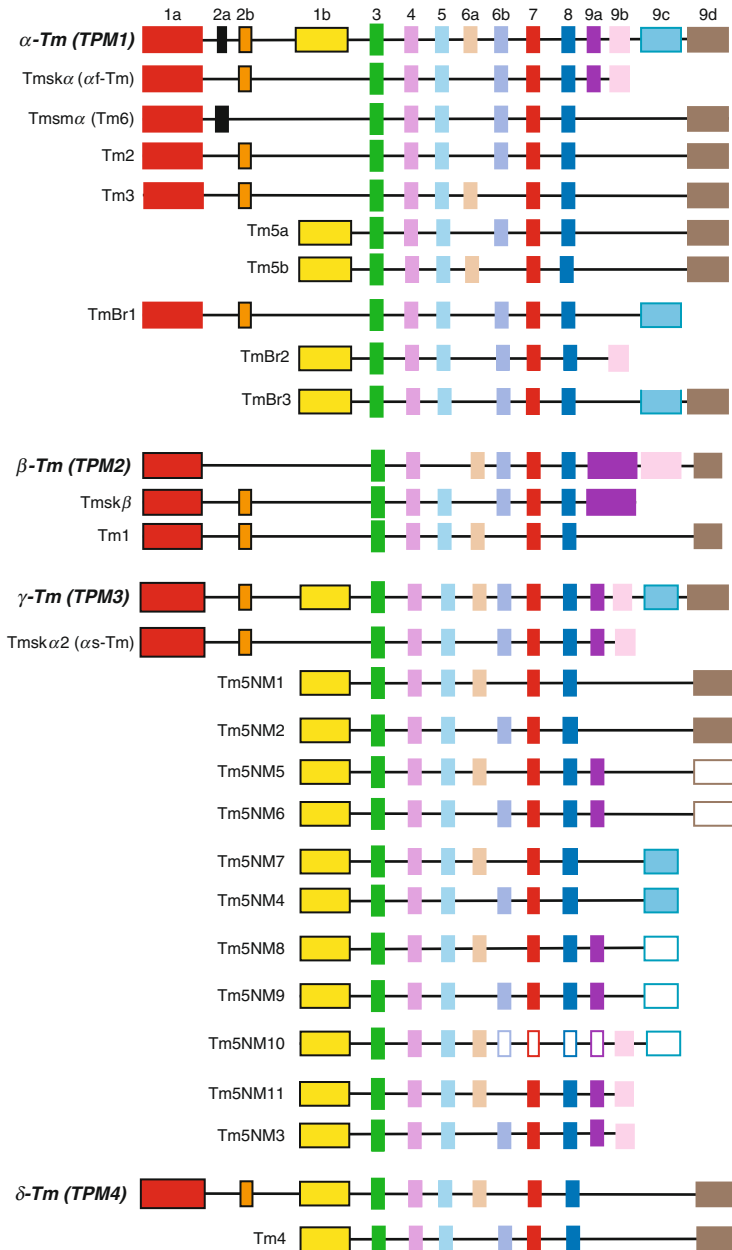 1a 2a 2b 1b 3 4 5 6a 6b 7 8 9a 9b 9c 9d
α-Tm (TPM1)
Tmskα (αf-Tm)
Tmsmα (Tm6)
Tm2
Tm3
Tm5a
Tm5b
TmBr1
TmBr2
TmBr3
β-Tm (TPM2)
Tmskβ
Tm1
γ-Tm (TPM3)
Tmskα2 (αs-Tm)
Tm5NM1
Tm5NM2
Tm5NM5
Tm5NM6
Tm5NM7
Tm5NM4
Tm5NM8
Tm5NM9
Tm5NM10
Tm5NM11
Tm5NM3
δ-Tm (TPM4)
Tm4